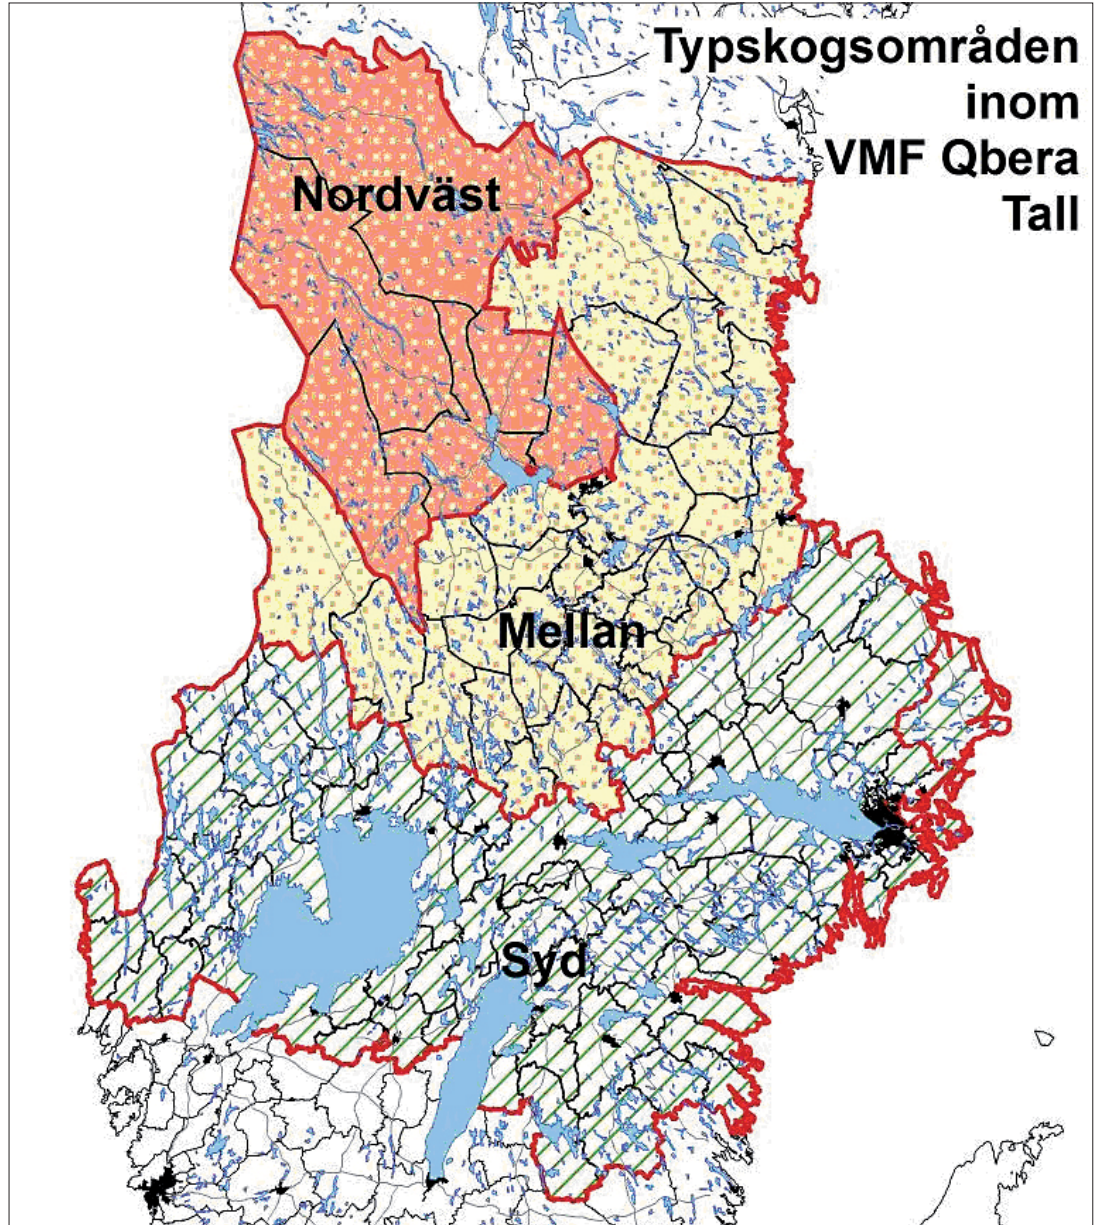 Typskogsområden
inom
VMF Qbera
Tall
Nordväst
Mellan
Syd